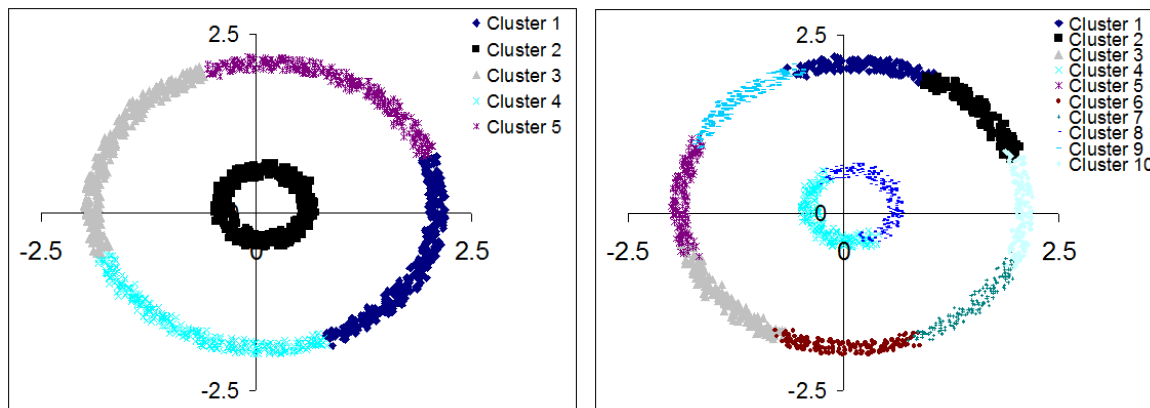 Cluster 1
Cluster 2
Cluster 3
Cluster 4
Cluster 5
2.5
-2.5
0
0
2.5
-2.5
Cluster 1
Cluster 2
Cluster 3
Cluster 4
Cluster 5
Cluster 6
Cluster 7
Cluster 8
Cluster 9
Cluster 10
2.5
0
-2.5
0
2.5
-2.5